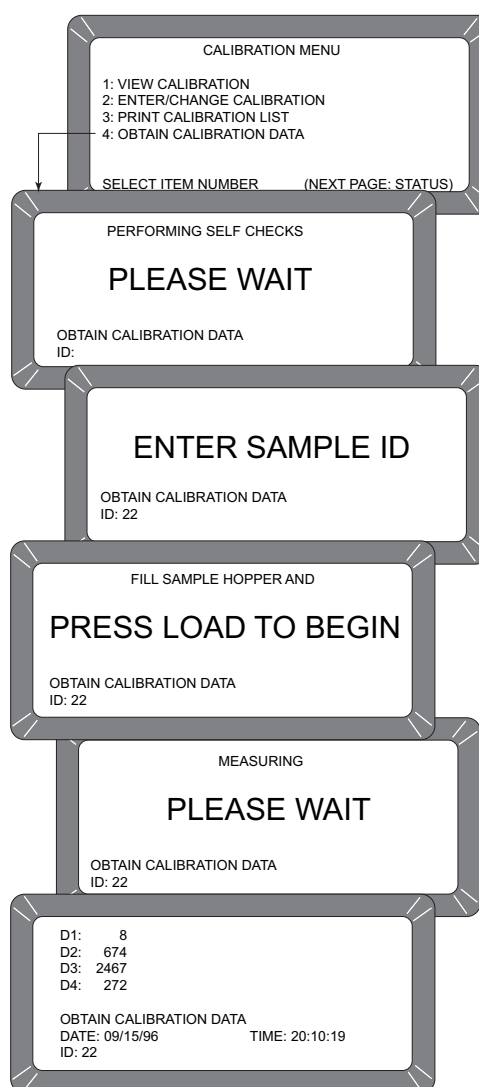 CALIBRATION MENU
1: VIEW CALIBRATION
2: ENTER/CHANGE CALIBRATION
3: PRINT CALIBRATION LIST
4: OBTAIN CALIBRATION DATA
SELECT ITEM NUMBER (NEXT PAGE: STATUS)
PERFORMING SELF CHECKS
PLEASE WAIT
OBTAIN CALIBRATION DATA
ID:
ENTER SAMPLE ID
OBTAIN CALIBRATION DATA
ID: 22
FILL SAMPLE HOPPER AND
PRESS LOAD TO BEGIN
OBTAIN CALIBRATION DATA
ID: 22
MEASURING
PLEASE WAIT
OBTAIN CALIBRATION DATA
ID: 22
D1: 8
D2: 674
D3: 2467
D4: 272
OBTAIN CALIBRATION DATA
DATE: 09/15/96 TIME: 20:10:19
ID: 22